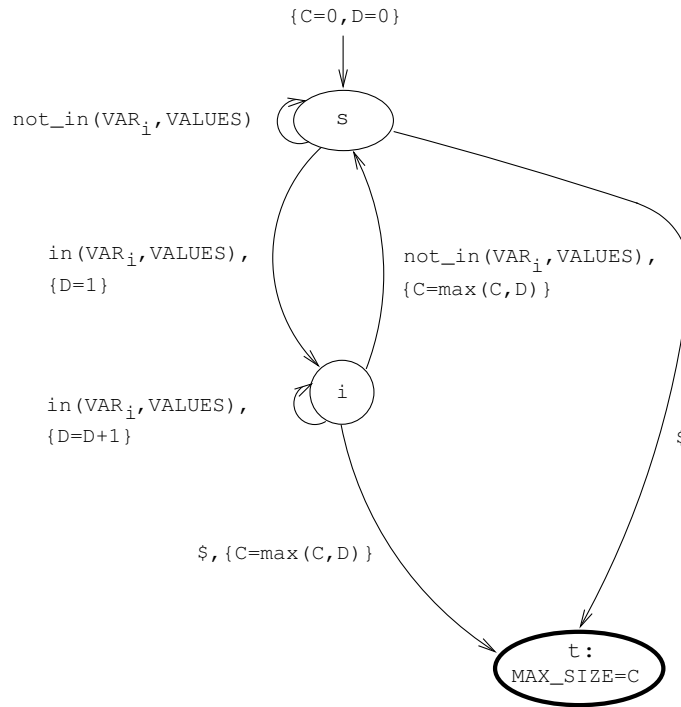 {C=0,D=0}
s
not_in(VARi,VALUES)
in(VARi,VALUES),
{D=1}
not_in(VARi,VALUES),
{C=max(C,D)}
i
in(VARi,VALUES),
{D=D+1}
$
$,{C=max(C,D)}
t:
MAX_SIZE=C